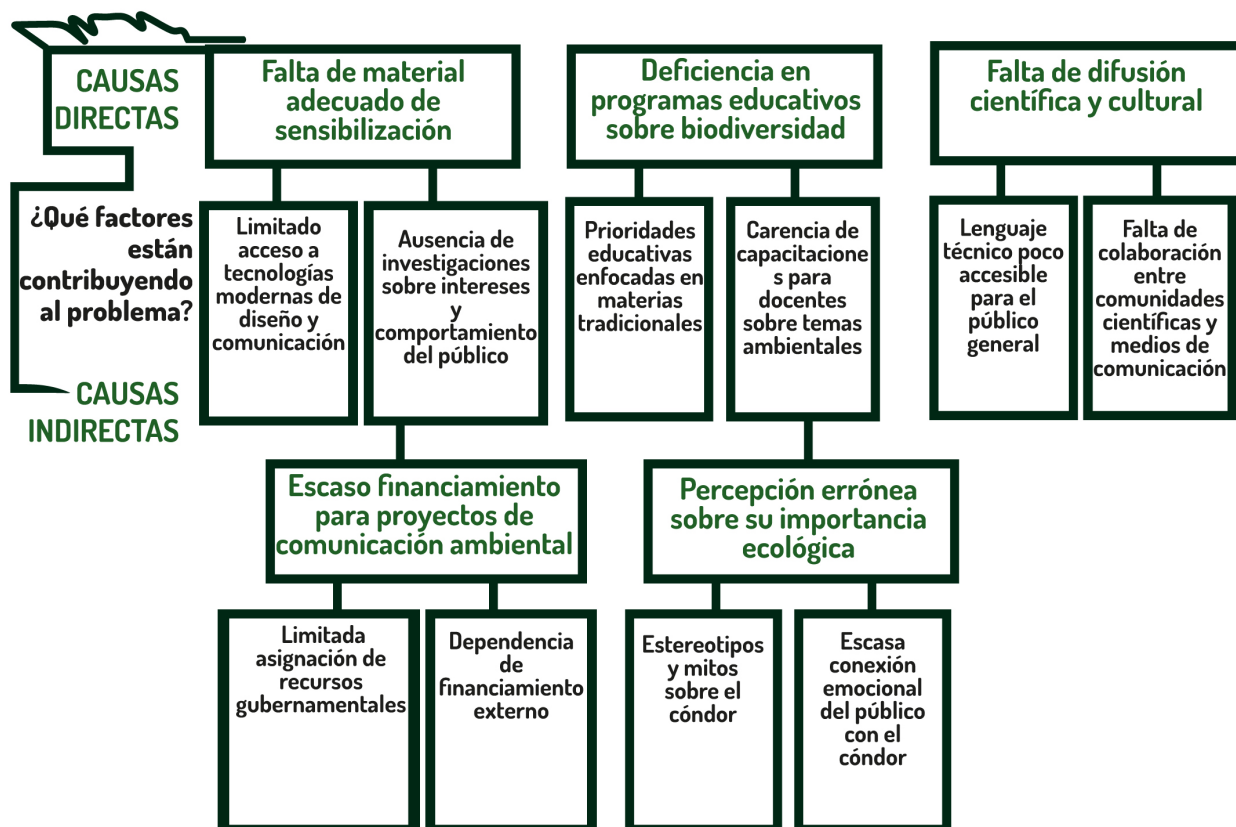 CAUSAS
DIRECTAS
¿Qué factores
están
contribuyendo
al problema?
CAUSAS
INDIRECTAS
Falta de material
adecuado de
sensibilización
Limitado
acceso a
tecnologías
modernas de
diseño y
comunicación
Ausencia de
investigaciones
sobre intereses
y
comportamiento
del público
Deficiencia en
programas educativos
sobre biodiversidad
Prioridades
educativas
enfocadas en
materias
tradicionales
Carencia de
capacitacione
s para
docentes
sobre temas
ambientales
Falta de difusión
científica y cultural
Lenguaje
técnico poco
accesible
para el
público
general
Falta de
colaboración
entre
comunidades
científicas y
medios de
comunicación
Escaso financiamiento
para proyectos de
comunicación ambiental
Limitada
asignación de
recursos
gubernamentales
Dependencia
de
financiamiento
externo
Percepción errónea
sobre su importancia
ecológica
Estereotipos
y mitos
sobre el
cóndor
Escasa
conexión
emocional
del público
con el
cóndor